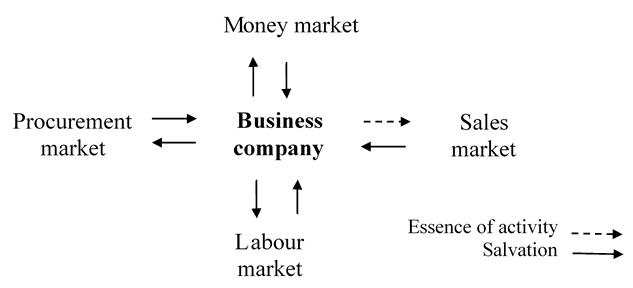 Money market
Procurement
market
Business
company
Sales
market
Labour
market
Essence of activity
Salvation